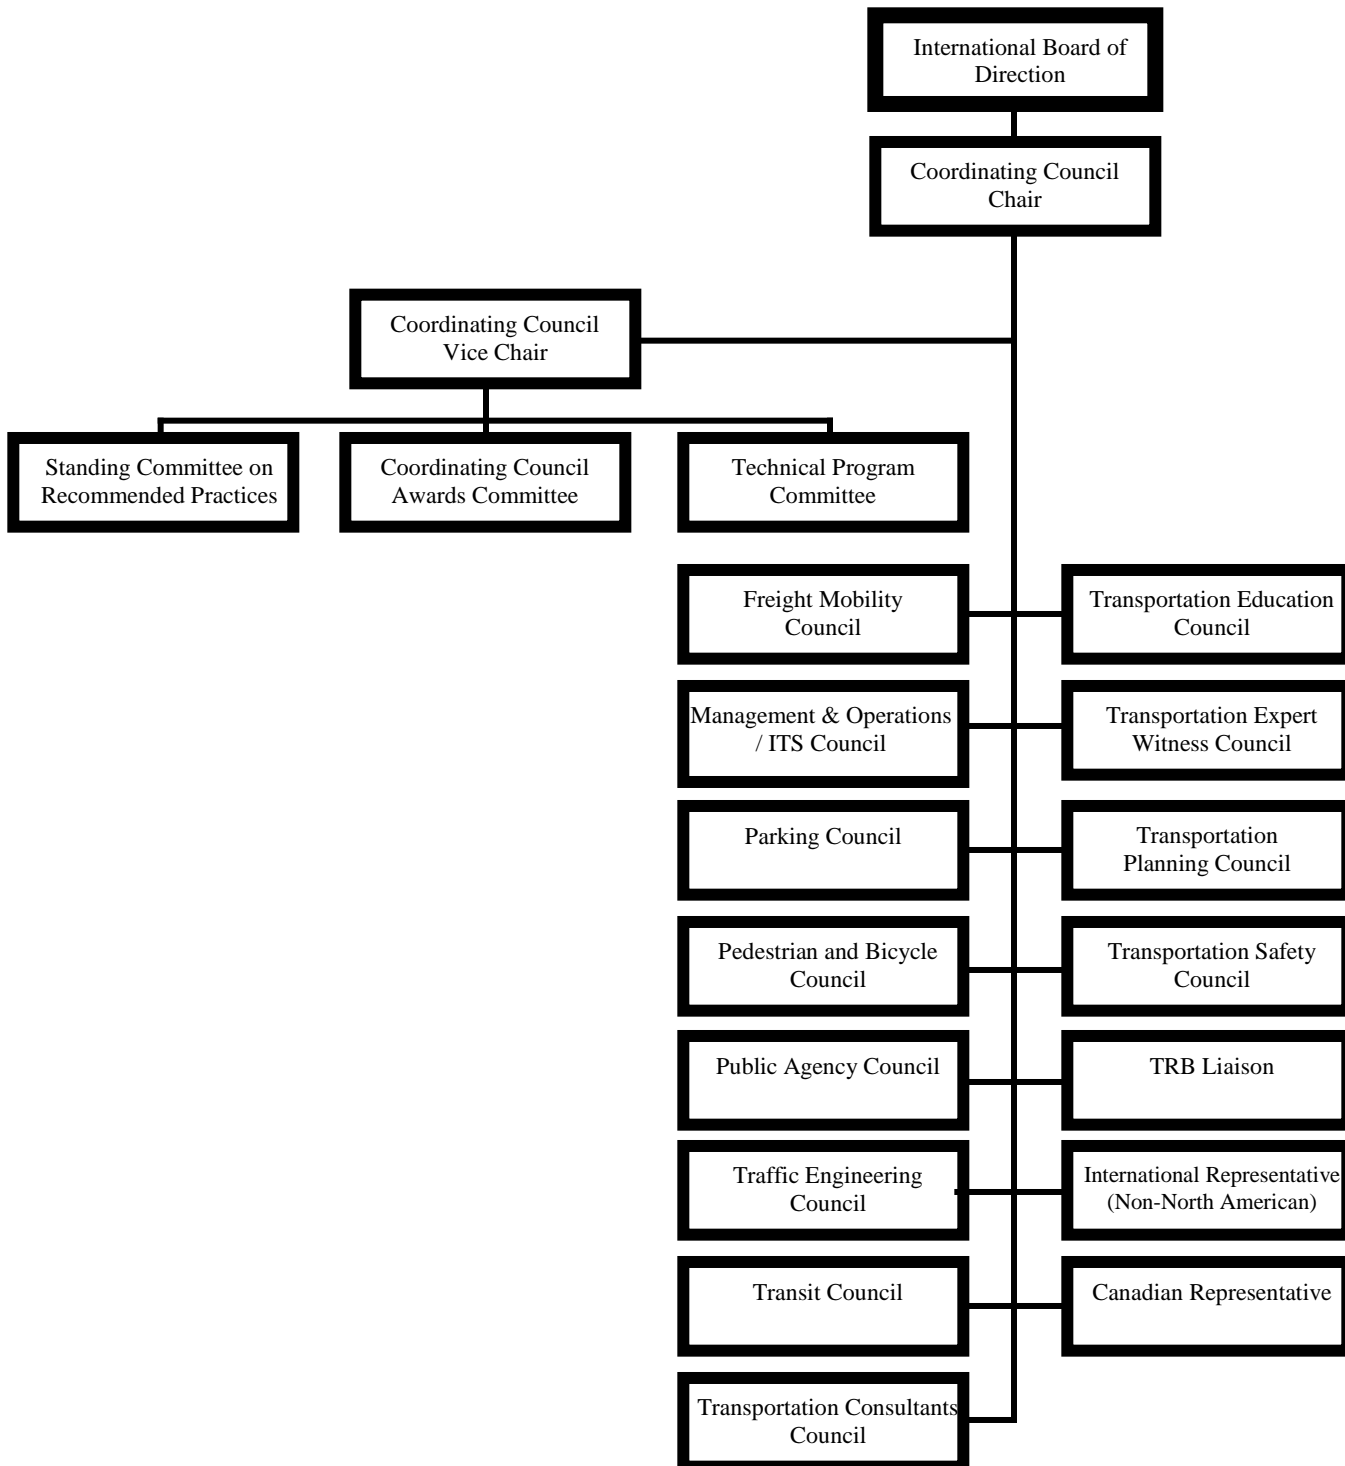 International Board of
Direction
Coordinating Council
Chair
Coordinating Council
Vice Chair
Standing Committee on
Recommended Practices
Coordinating Council
Awards Committee
Technical Program
Committee
Freight Mobility
Council
Transportation Education
Council
Management & Operations
/ ITS Council
Transportation Expert
Witness Council
Parking Council
Transportation
Planning Council
Pedestrian and Bicycle
Council
Transportation Safety
Council
Public Agency Council
TRB Liaison
Traffic Engineering
Council
International Representative
(Non-North American)
Transit Council
Canadian Representative
Transportation Consultants
Council